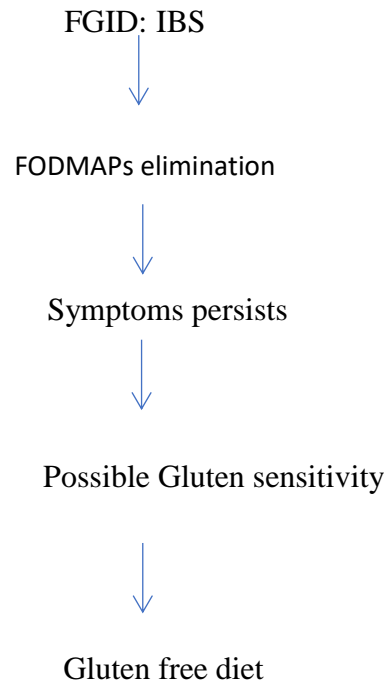 FGID: IBS
FODMAPs elimination
Symptoms persists
Possible Gluten sensitivity
Gluten free diet